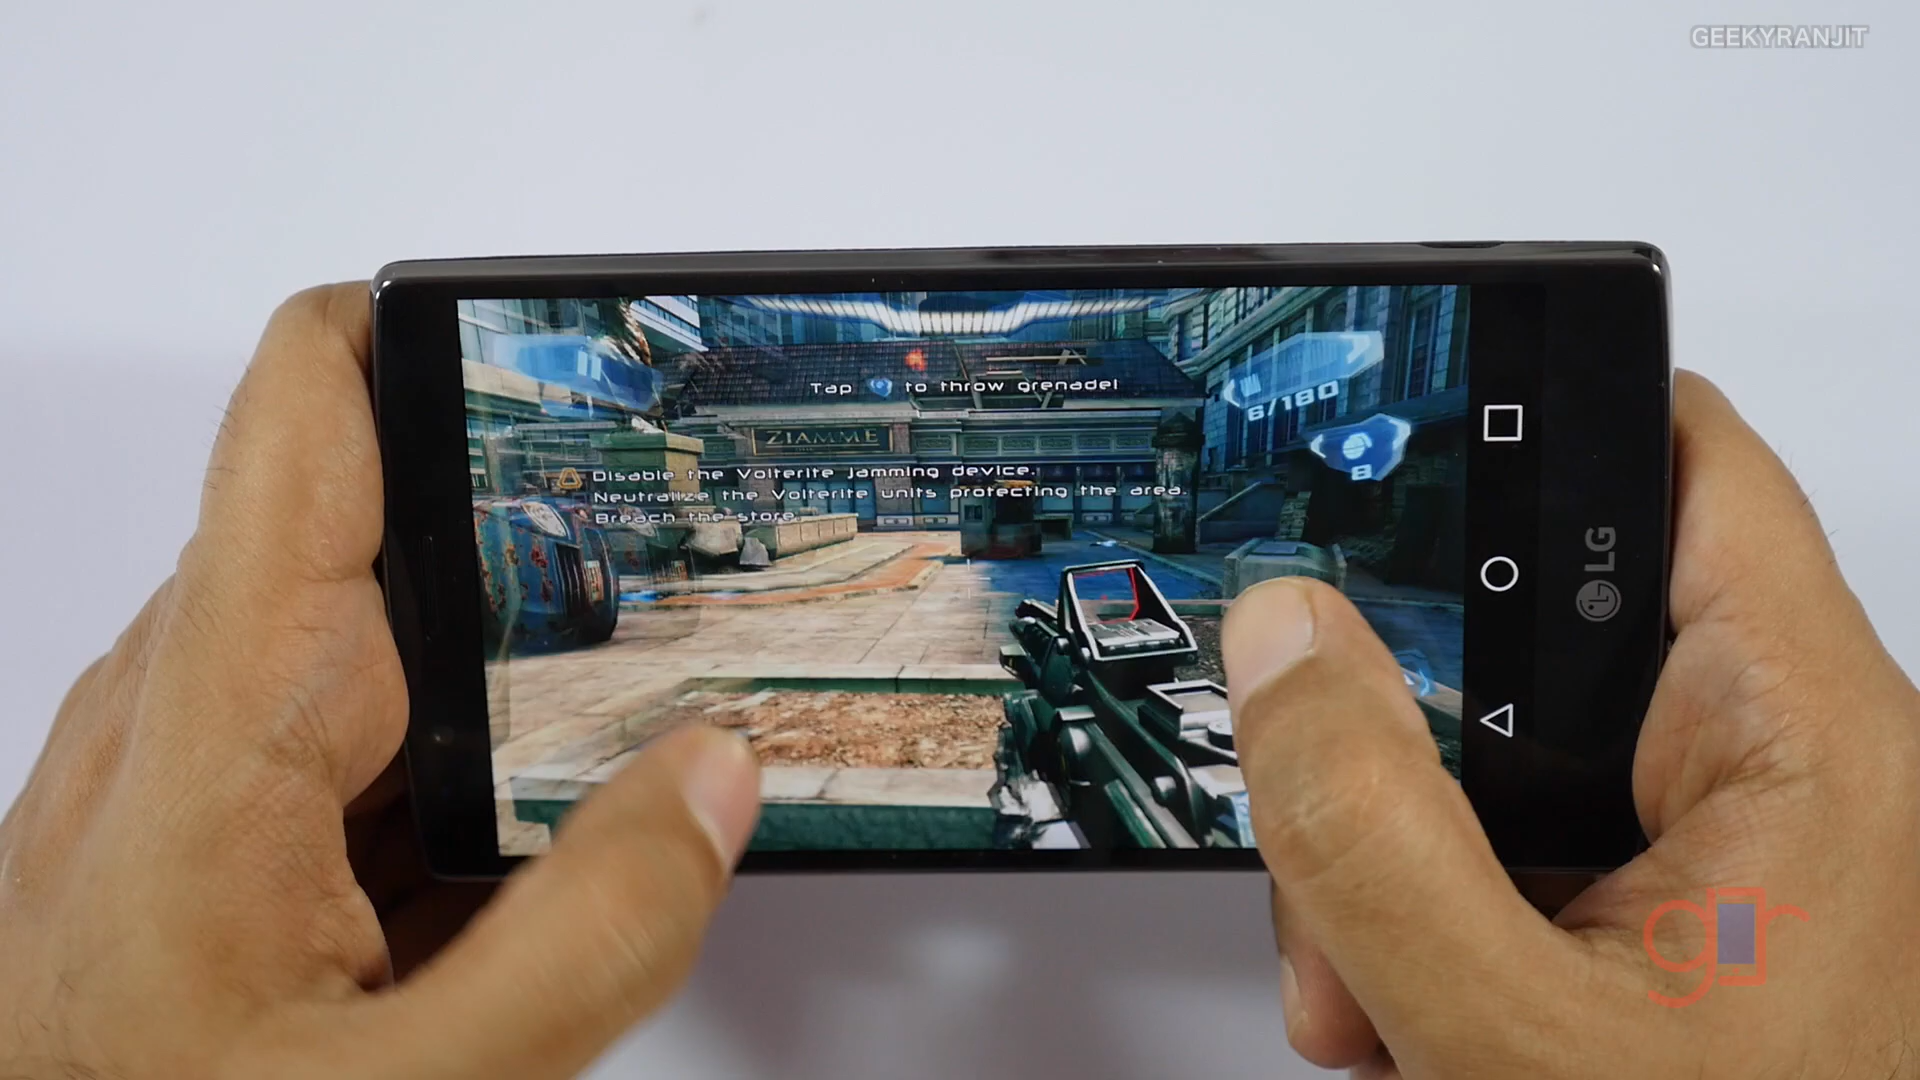 GEEKYRANJIT
Tap to throw grenade!
6/180
ZIAMME
8
Disable the Volterite jamming device.
Neutralize the Volterite units protecting the area.
Breach the store.
LG
gr